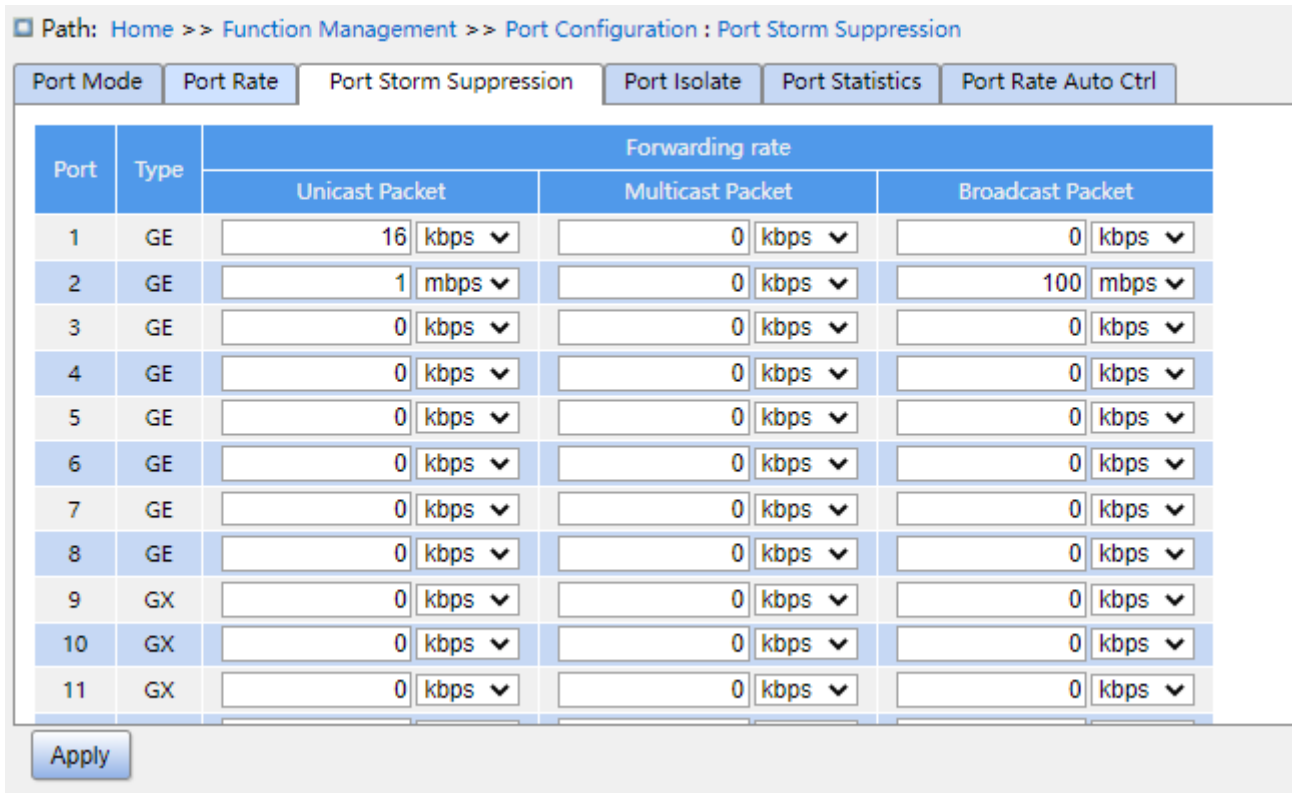 Path: Home >> Function Management >> Port Configuration : Port Storm Suppression
Port Mode Port Rate Port Storm Suppression Port Isolate Port Statistics Port Rate Auto Ctrl
Port Type Forwarding rate
Unicast Packet Multicast Packet Broadcast Packet
1 GE 16 kbps 0 kbps 0 kbps
2 GE 1 mbps 0 kbps 100 mbps
3 GE 0 kbps 0 kbps 0 kbps
4 GE 0 kbps 0 kbps 0 kbps
5 GE 0 kbps 0 kbps 0 kbps
6 GE 0 kbps 0 kbps 0 kbps
7 GE 0 kbps 0 kbps 0 kbps
8 GE 0 kbps 0 kbps 0 kbps
9 GX 0 kbps 0 kbps 0 kbps
10 GX 0 kbps 0 kbps 0 kbps
11 GX 0 kbps 0 kbps 0 kbps
Apply